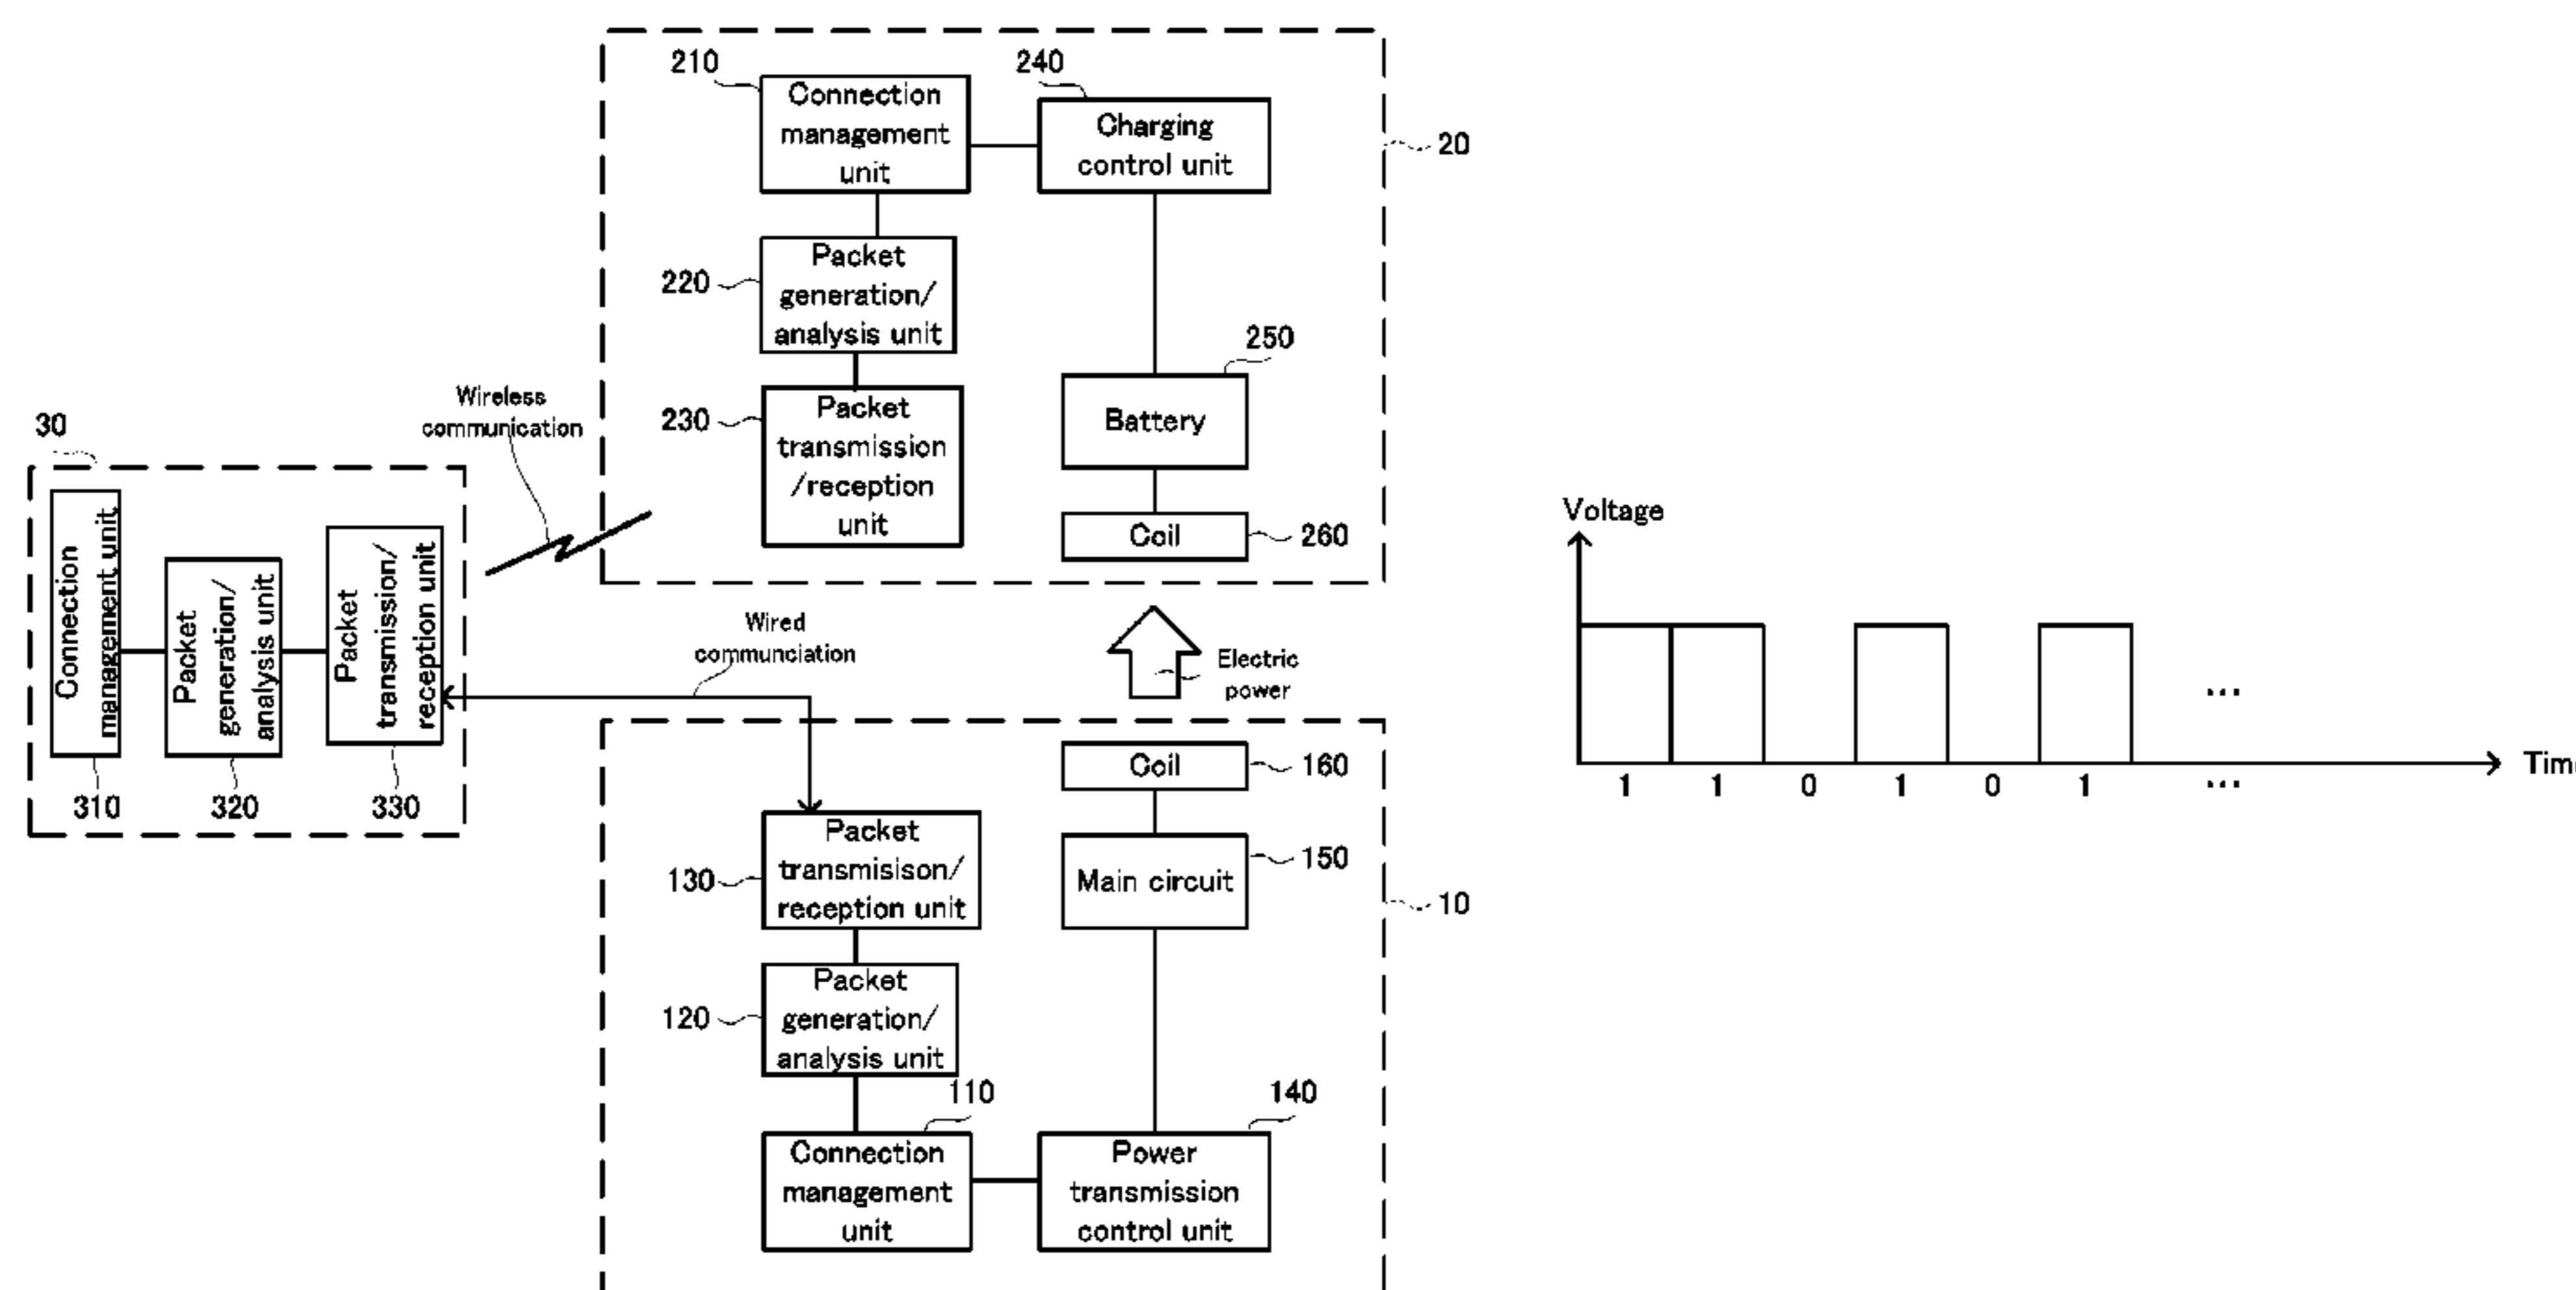 210
Connection
management
unit
240
Charging
control unit
20
220
Packet
generation/
analysis unit
230
Packet
transmission
/reception
unit
250
Battery
Coil
260
Wireless
communication
30
Connection
management unit
310
Packet
generation/
analysis unit
320
Packet
transmission/
reception unit
330
Wired
communciation
Electric
power
Coil
160
130
Packet
transmisison/
reception unit
Main circuit
150
10
120
Packet
generation/
analysis unit
110
Connection
management
unit
140
Power
transmission
control unit
Voltage
...
Tim
1 1 0 1 0 1 ...